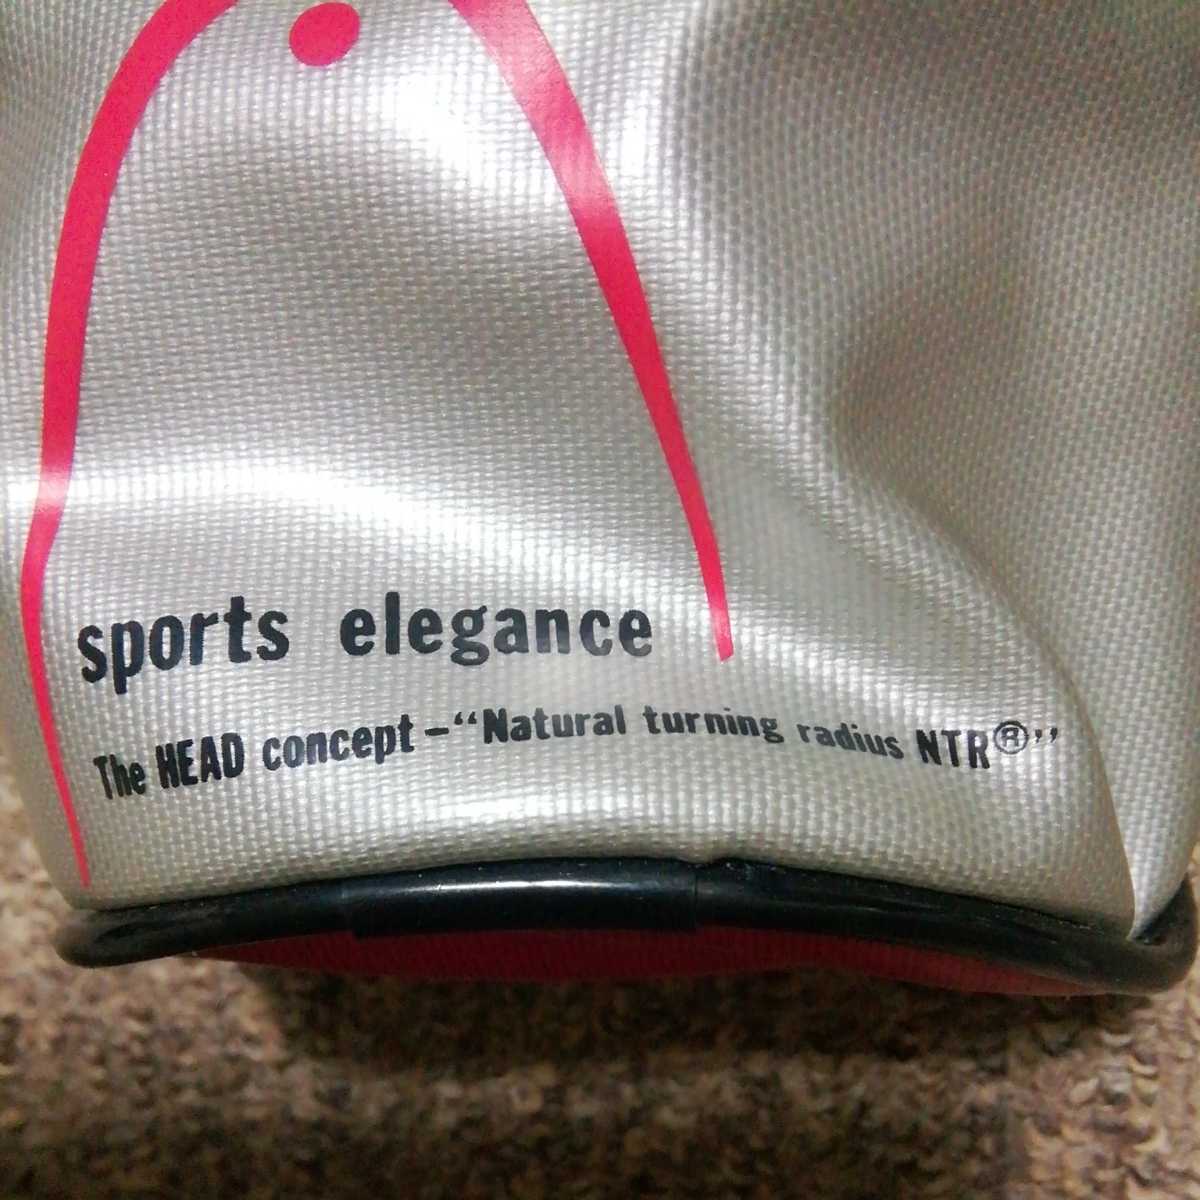 sports elegance
The HEAD concept-“Natural turning radius NTR®”